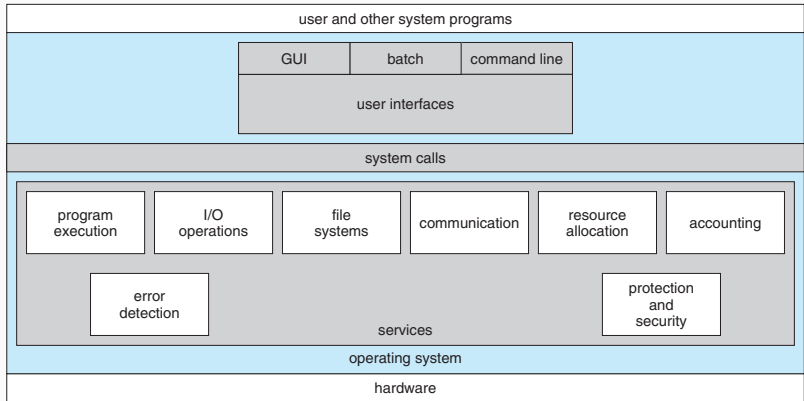 user and other system programs
GUI
batch
command line
user interfaces
system calls
program
execution
I/O
operations
file
systems
communication
resource
allocation
accounting
error
detection
protection
and
security
services
operating system
hardware